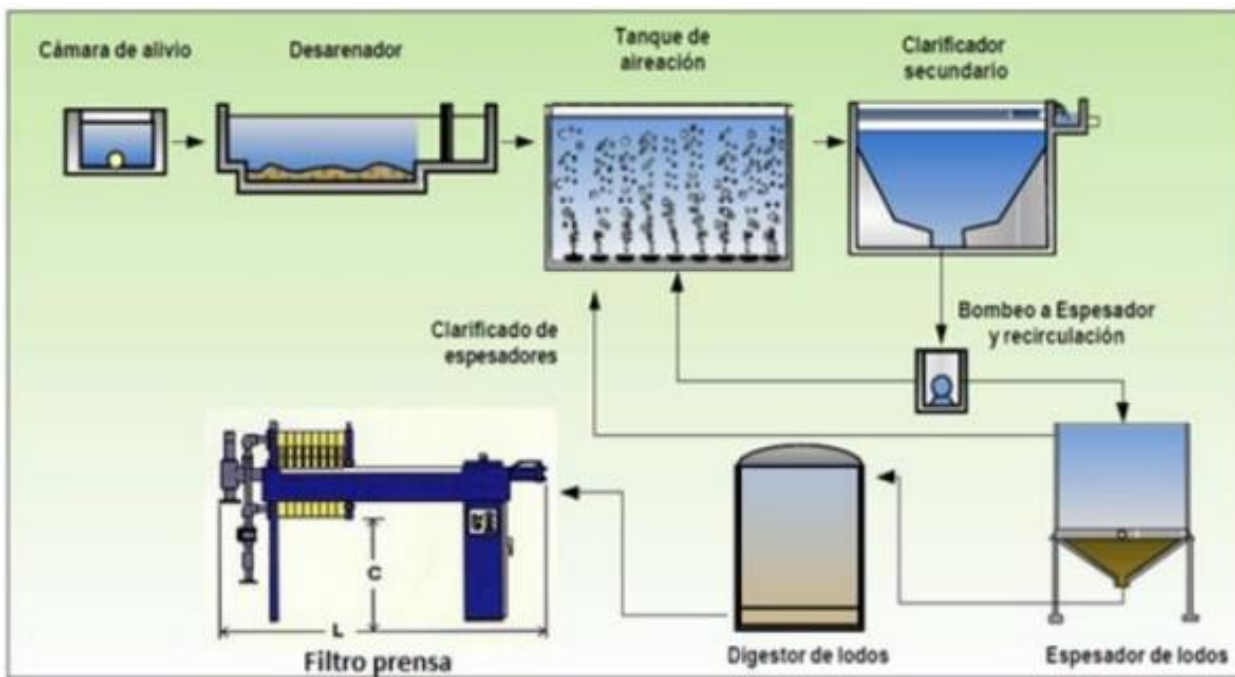 Cámara de alivio
Desarenador
Tanque de
aireación
Clarificador
secundario
Clarificado de
espesadores
Bombeo a Espesador
y recirculación
C
L
Filtro prensa
Digestor de lodos
Espesador de lodos